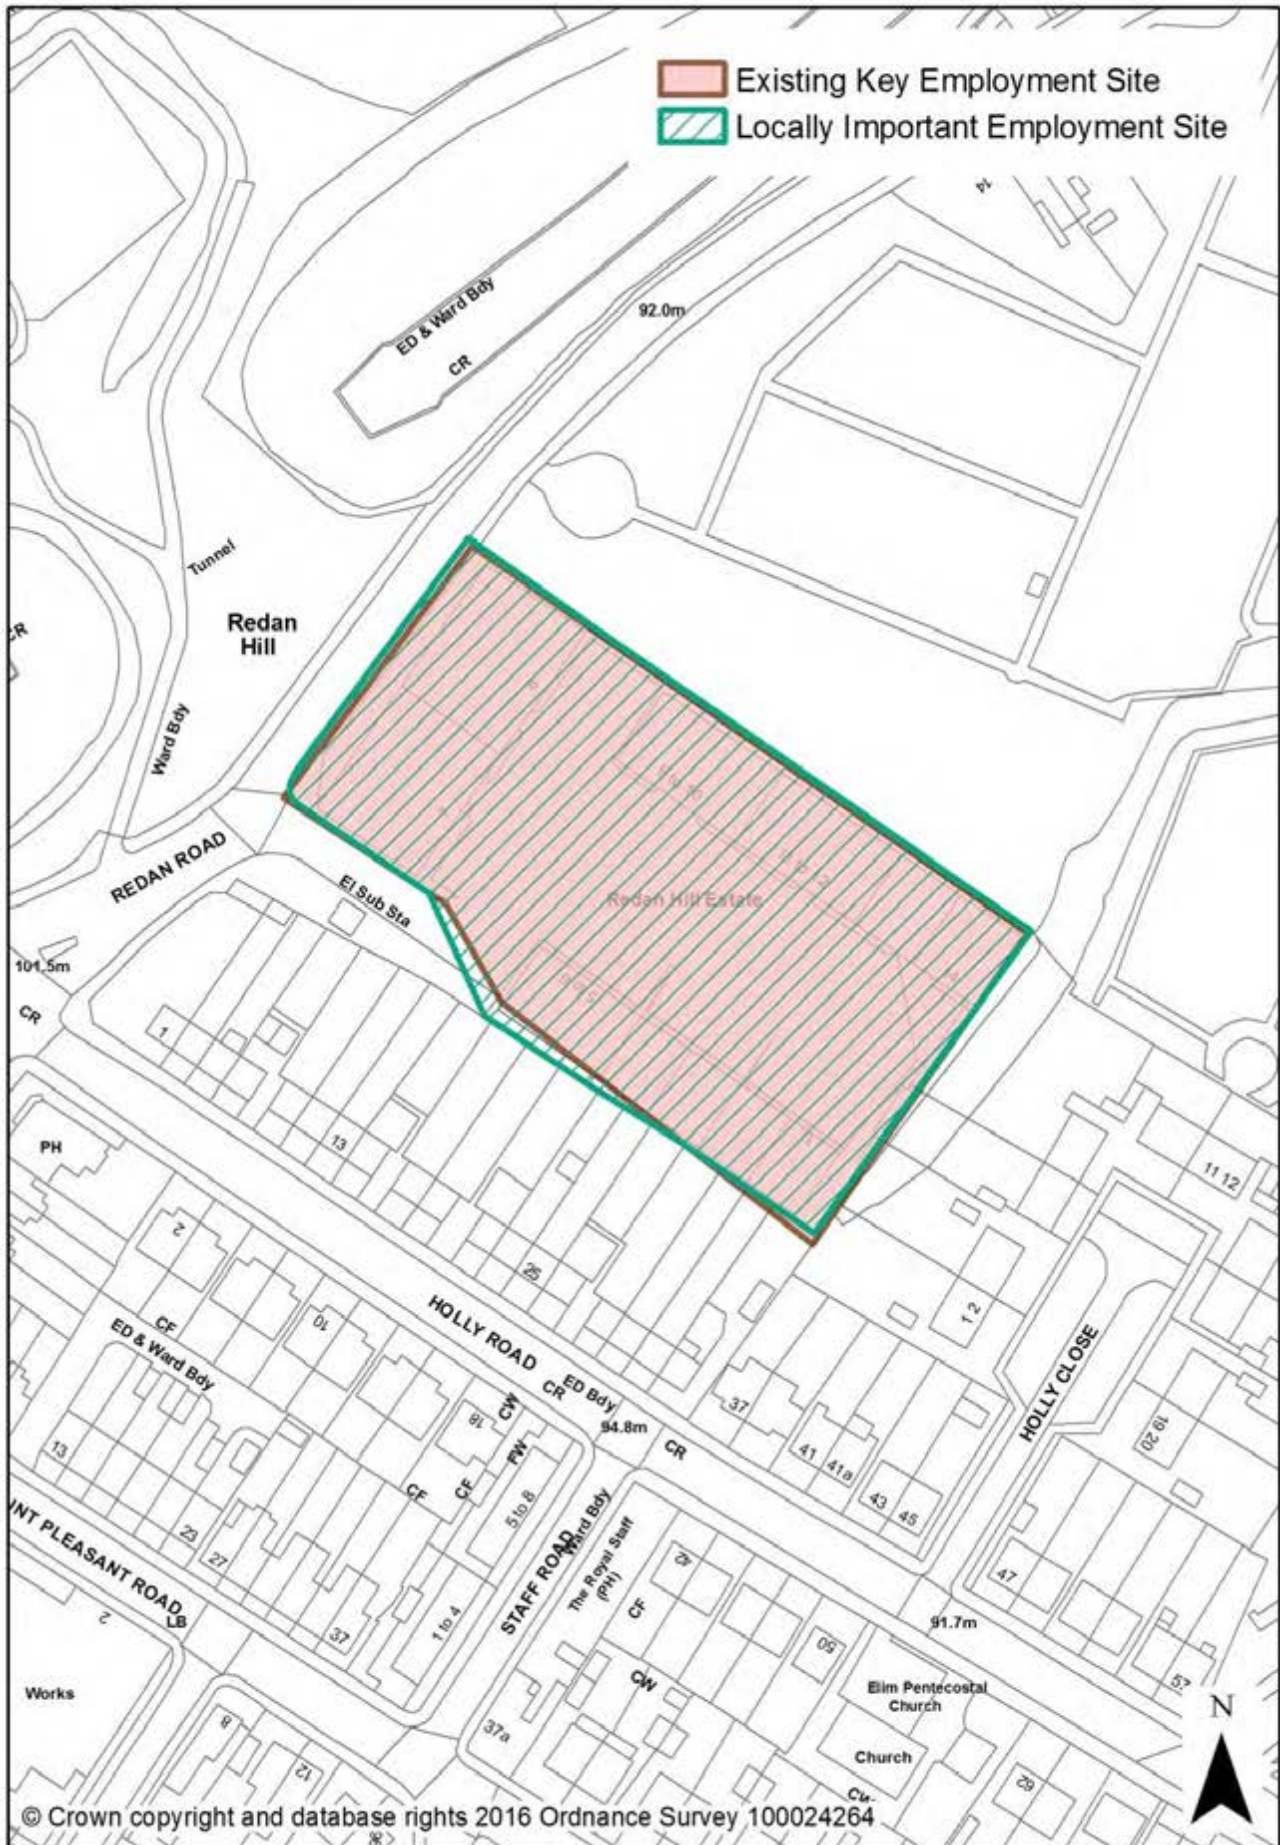 Existing Key Employment Site
Locally Important Employment Site
24
ED & Ward Bdy
CR
92.0m
Tunnel
Redan
Hill
CR
Ward Bdy
REDAN ROAD
El Sub Sta
Redan Hill Estate
101.5m
CR
1
13
25
PH
2
10
CF
ED & Ward Bdy
HOLLY ROAD
CR
ED Bdy
94.8m
CR
11 12
1 2
HOLLY CLOSE
37
41
41a
43
45
19 20
47
57
13
23
27
37
18
CW
FW
CF
CF
5 to 8
1 to 4
STAFF ROAD
Ward Bdy
The Royal Staff
(PH)
CF
42
50
CW
37a
91.7m
Elim Pentecostal
Church
Church
62
INT PLEASANT ROAD
LB
2
Works
8
12
N
© Crown copyright and database rights 2016 Ordnance Survey 100024264